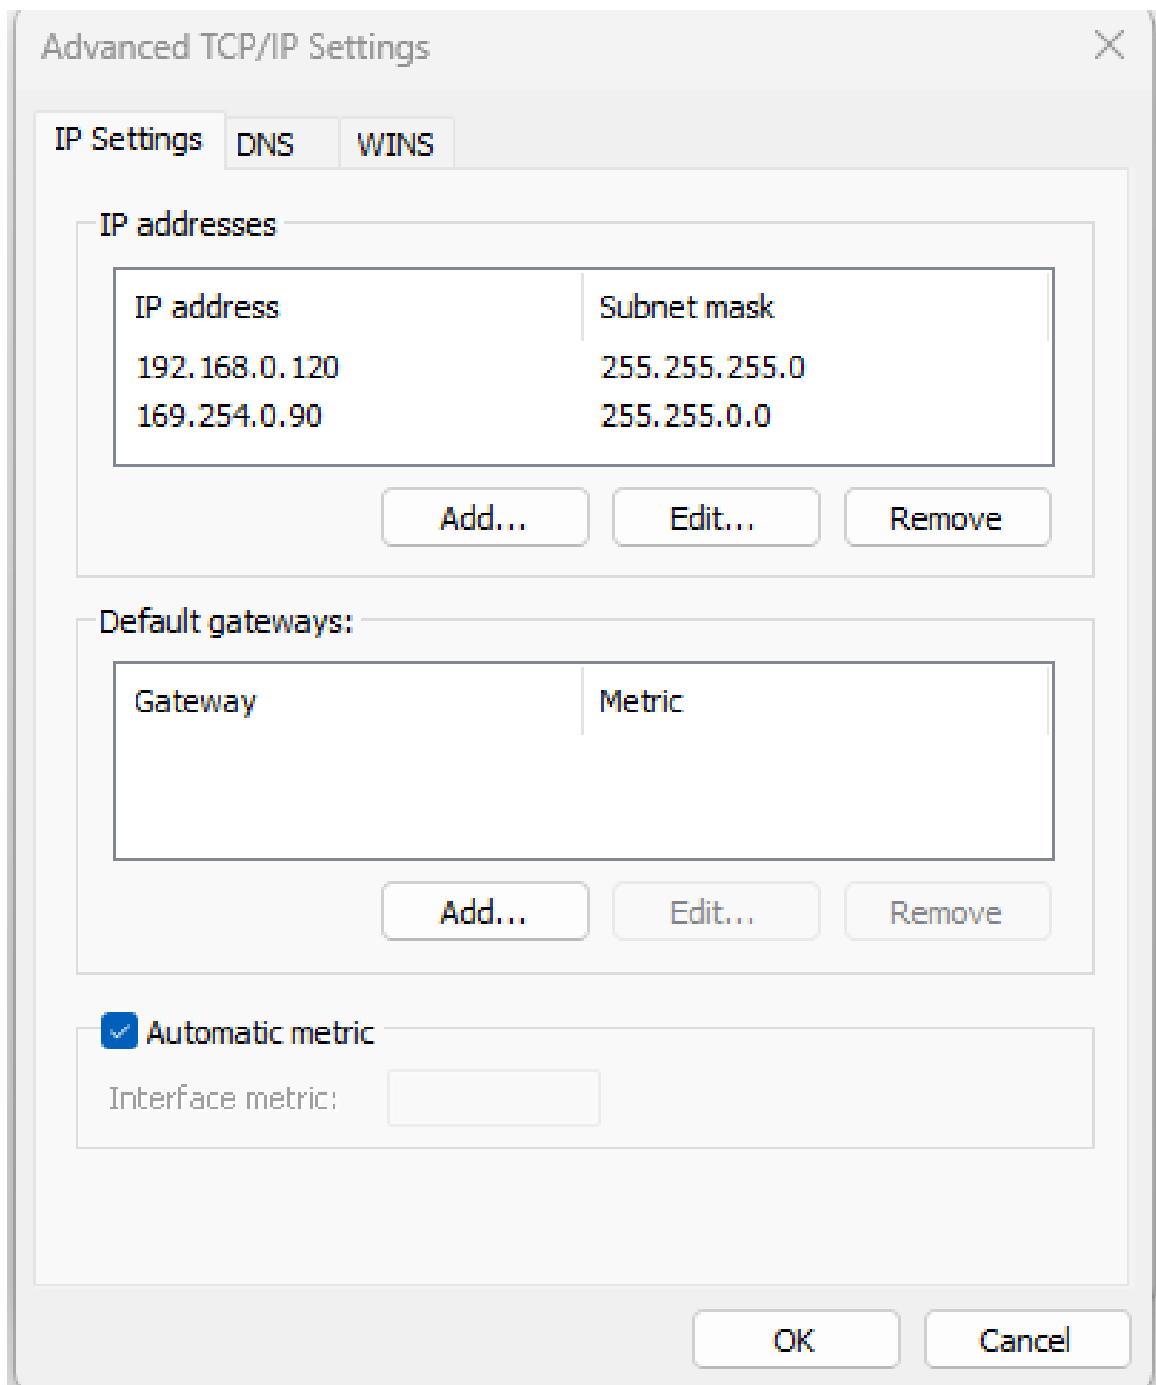 Advanced TCP/IP Settings
IP Settings DNS WINS
IP addresses
IP address Subnet mask
192.168.0.120 255.255.255.0
169.254.0.90 255.255.0.0
Add... Edit... Remove
Default gateways:
Gateway Metric
Add... Edit... Remove
Automatic metric
Interface metric:
OK Cancel